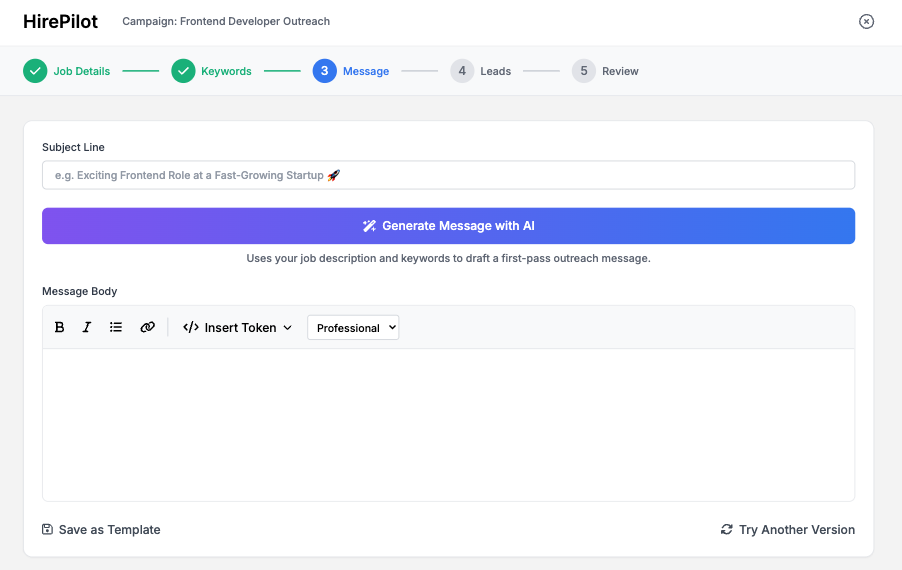 HirePilot Campaign: Frontend Developer Outreach
Job Details Keywords 3 Message 4 Leads 5 Review
Subject Line
e.g. Exciting Frontend Role at a Fast-Growing Startup 🚀
Generate Message with AI
Uses your job description and keywords to draft a first-pass outreach message.
Message Body
B I </> Insert Token Professional
Save as Template Try Another Version